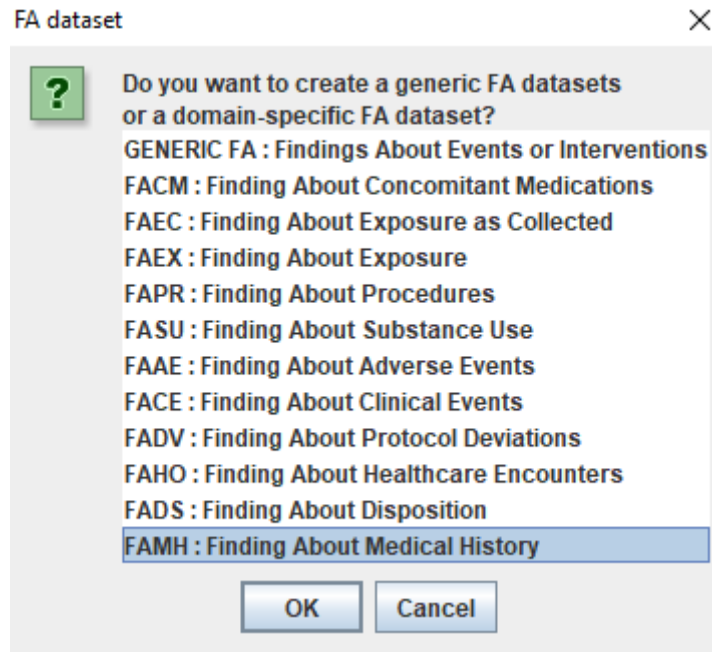 FA dataset
Do you want to create a generic FA datasets
or a domain-specific FA dataset?
GENERIC FA : Findings About Events or Interventions
FACM : Finding About Concomitant Medications
FAEC : Finding About Exposure as Collected
FAEX : Finding About Exposure
FAPR : Finding About Procedures
FASU : Finding About Substance Use
FAAE : Finding About Adverse Events
FACE : Finding About Clinical Events
FADV : Finding About Protocol Deviations
FAHO : Finding About Healthcare Encounters
FADS : Finding About Disposition
FAMH : Finding About Medical History
OK Cancel